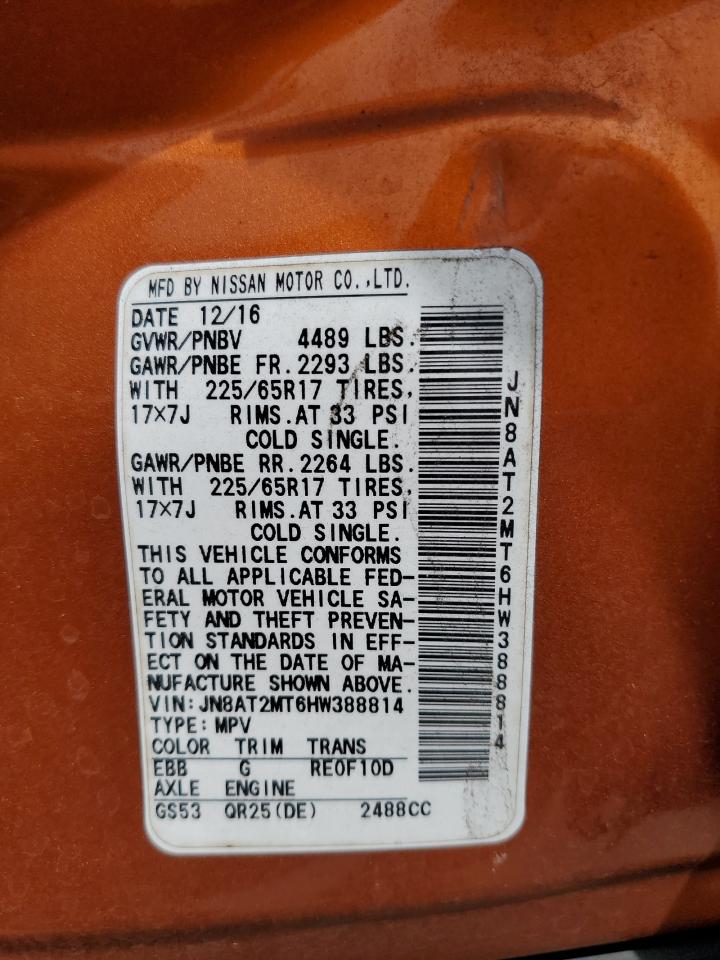 MFD BY NISSAN MOTOR CO.,LTD.
DATE 12/16
GVWR/PNBV 4489 LBS.
GAWR/PNBE FR.2293 LBS.
WITH 225/65R17 TIRES,
17×7J RIMS.AT 33 PSI
COLD SINGLE.
GAWR/PNBE RR.2264 LBS.
WITH 225/65R17 TIRES,
17×7J RIMS.AT 33 PSI
COLD SINGLE.
THIS VEHICLE CONFORMS
TO ALL APPLICABLE FED-
ERAL MOTOR VEHICLE SA-
FETY AND THEFT PREVEN-
TION STANDARDS IN EFF-
ECT ON THE DATE OF MA-
NUFACTURE SHOWN ABOVE.
VIN:JN8AT2MT6HW388814
TYPE:MPV
COLOR TRIM TRANS
EBB G RE0F10D
AXLE ENGINE
GS53 QR25(DE) 2488CC
JN8AT2MT6HW388814